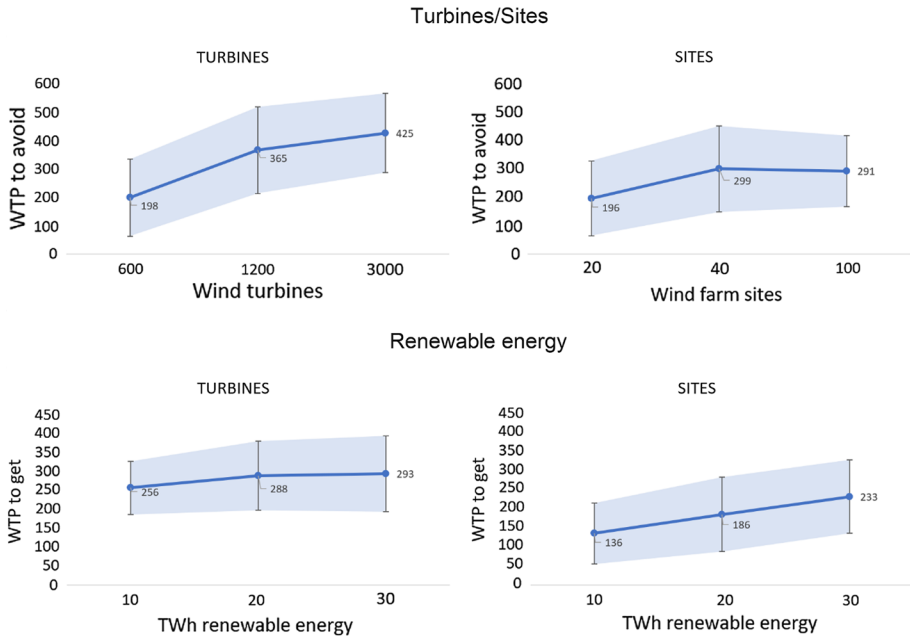 Turbines/Sites
TURBINES
WTP to avoid
600
500
400
300
200
100
0
198
365
425
600 1200 3000
Wind turbines
SITES
WTP to avoid
600
500
400
300
200
100
0
196
299
291
20 40 100
Wind farm sites
Renewable energy
TURBINES
WTP to get
450
400
350
300
250
200
150
100
50
0
256
288
293
10 20 30
TWh renewable energy
SITES
WTP to get
450
400
350
300
250
200
150
100
50
0
136
186
233
10 20 30
TWh renewable energy